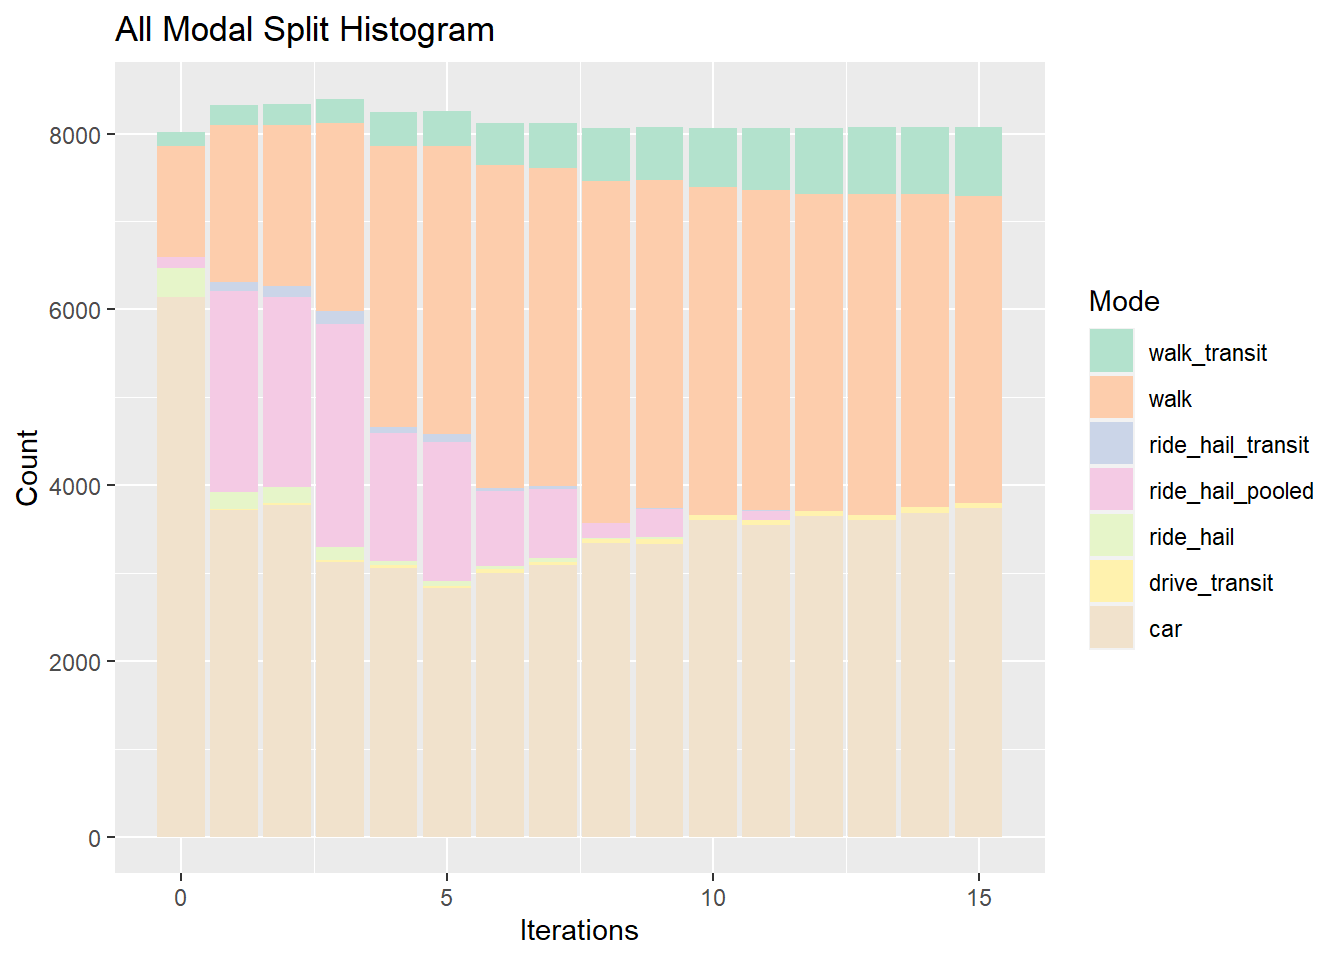 All Modal Split Histogram
Count
8000
6000
4000
2000
0
0 5 10 15
Iterations
Mode
walk_transit
walk
ride_hail_transit
ride_hail_pooled
ride_hail
drive_transit
car